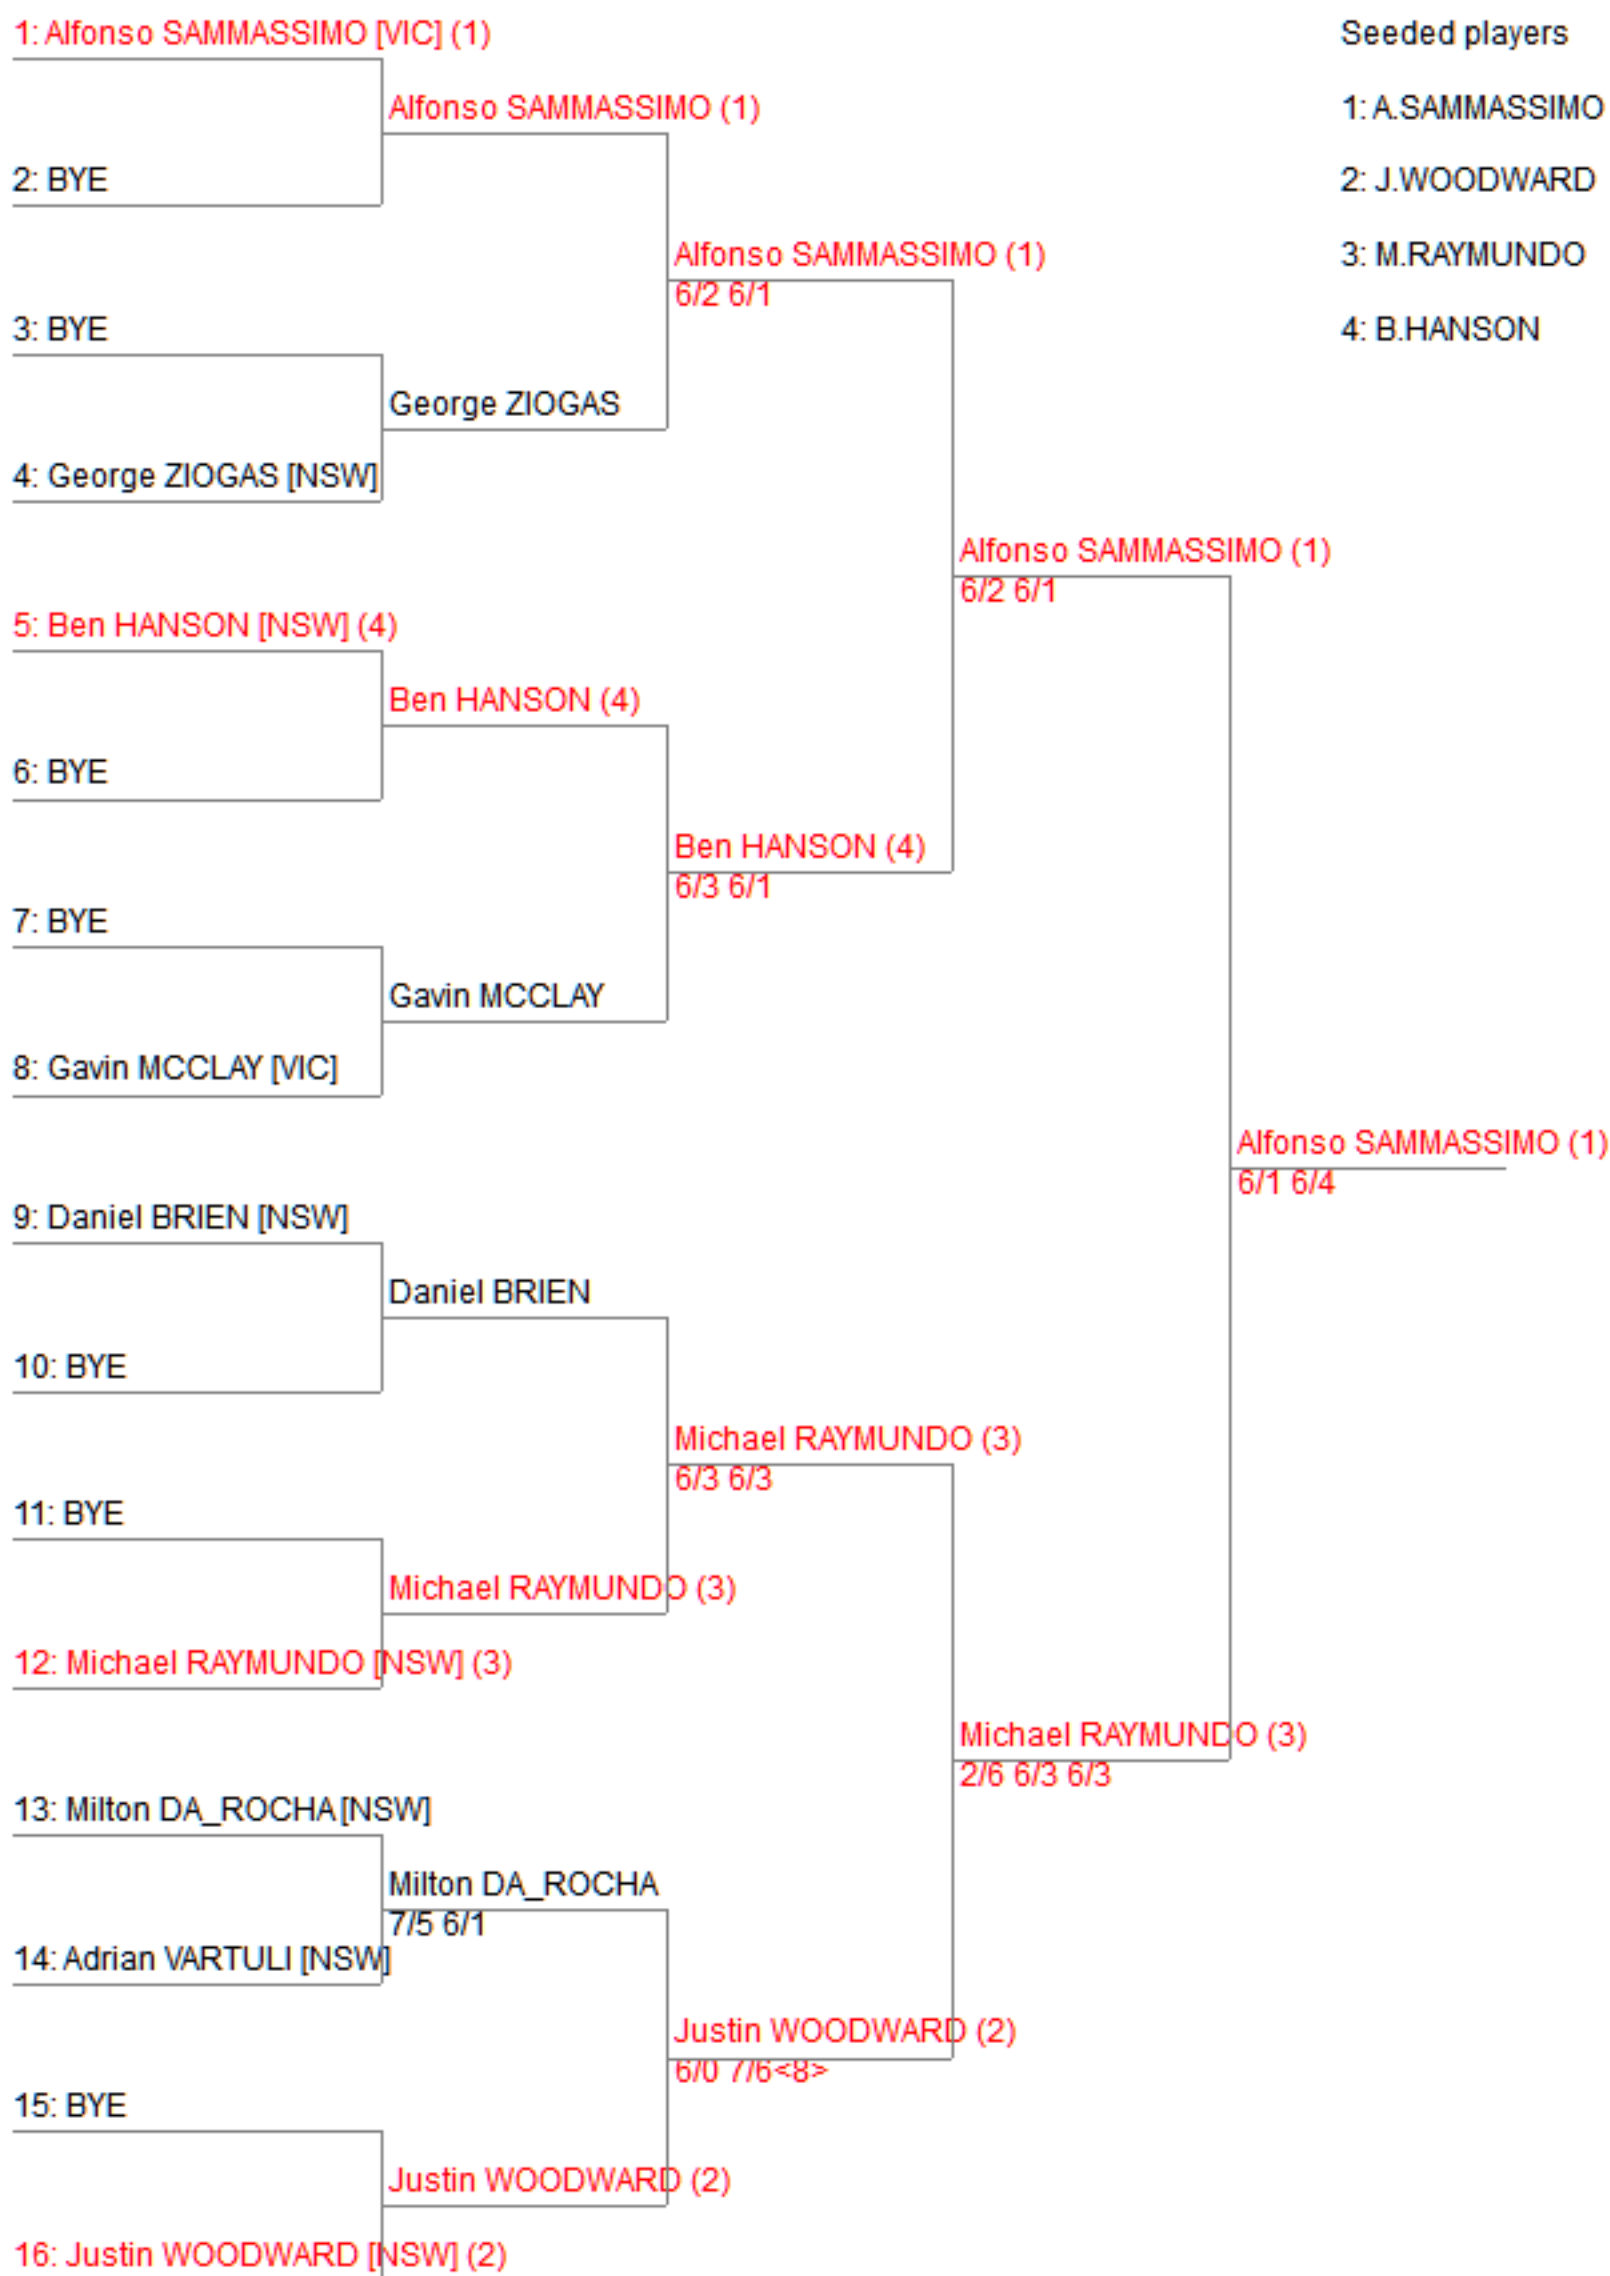 1: Alfonso SAMMASSIMO [VIC] (1)
Seeded players
Alfonso SAMMASSIMO (1)
1: A.SAMMASSIMO
2: BYE
2: J.WOODWARD
Alfonso SAMMASSIMO (1)
6/2 6/1
3: M.RAYMUNDO
3: BYE
4: B.HANSON
George ZIOGAS
4: George ZIOGAS [NSW]
Alfonso SAMMASSIMO (1)
6/2 6/1
5: Ben HANSON [NSW] (4)
Ben HANSON (4)
6: BYE
Ben HANSON (4)
6/3 6/1
7: BYE
Gavin MCCLAY
8: Gavin MCCLAY [VIC]
Alfonso SAMMASSIMO (1)
6/1 6/4
9: Daniel BRIEN [NSW]
Daniel BRIEN
10: BYE
Michael RAYMUNDO (3)
6/3 6/3
11: BYE
Michael RAYMUNDO (3)
12: Michael RAYMUNDO [NSW] (3)
Michael RAYMUNDO (3)
2/6 6/3 6/3
13: Milton DA_ROCHA [NSW]
Milton DA_ROCHA
7/5 6/1
14: Adrian VARTULI [NSW]
Justin WOODWARD (2)
6/0 7/6<8>
15: BYE
Justin WOODWARD (2)
16: Justin WOODWARD [NSW] (2)